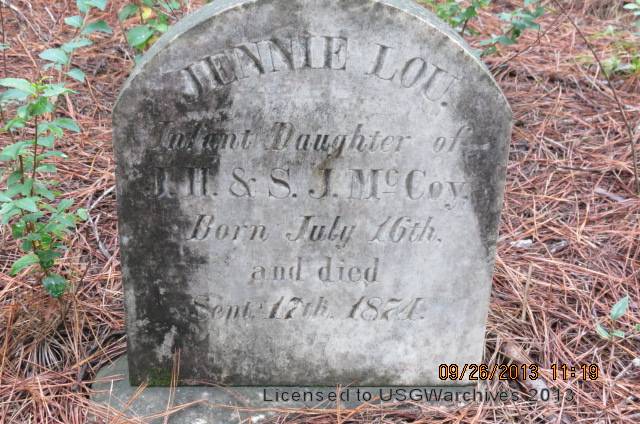 JENNIE LOU.
Infant Daughter of
J. H. & S. J. McCoy.
Born July 16th.
and died
Sept. 17th. 1874.
09/26/2013 11:19
Licensed to USGWarchives 2013